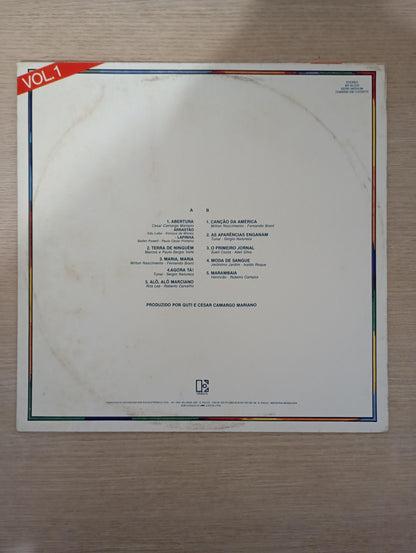 VOL.1
A
1. ABERTURA
Cesar Camargo Mariano
ARRASTÃO
Edu Lobo - Vinicius de Moraes
- LAPINHA
Baden Powell - Paulo Cesar Pinheiro
2. TERRA DE NINGUÉM
Marcos e Paulo Sergio Valle
3. MARIA, MARIA
Milton Nascimento - Fernando Brant
4. AGORA TÁ!
Tunai - Sergio Natureza
5. ALÔ, ALÔ MARCIANO
Rita Lee - Roberto Carvalho
B
1. CANÇÃO DA AMÉRICA
Milton Nascimento - Fernando Brant
2. AS APARÊNCIAS ENGANAM
Tunai - Sergio Natureza
3. O PRIMEIRO JORNAL
Sueli Costa - Abel Silva
4. MODA DE SANGUE
Jerônimo Jardim - Ivaldo Roque
5. MARAMBAIA
Henricão - Rubens Campos
PRODUZIDO POR GUTI E CESAR CAMARGO MARIANO